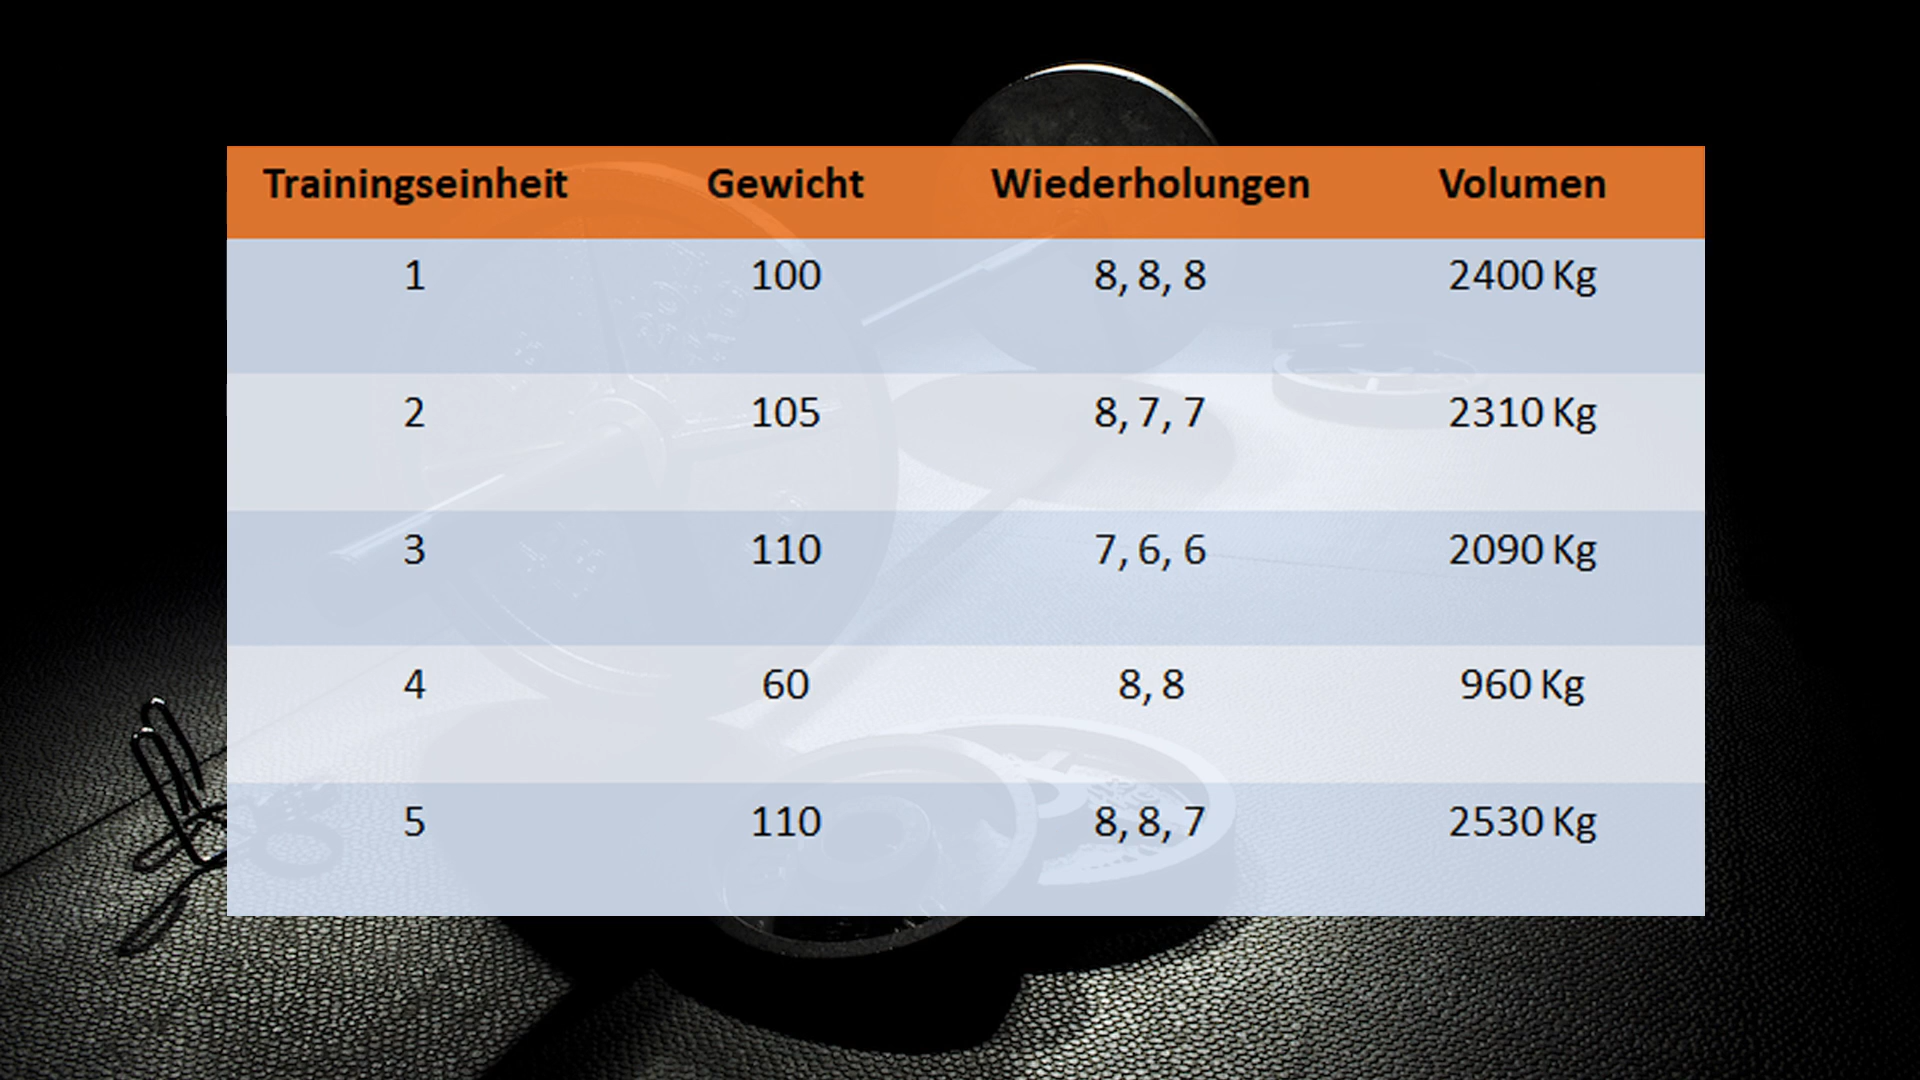 Trainingseinheit Gewicht Wiederholungen Volumen
1 100 8, 8, 8 2400 Kg
2 105 8, 7, 7 2310 Kg
3 110 7, 6, 6 2090 Kg
4 60 8, 8 960 Kg
5 110 8, 8, 7 2530 Kg